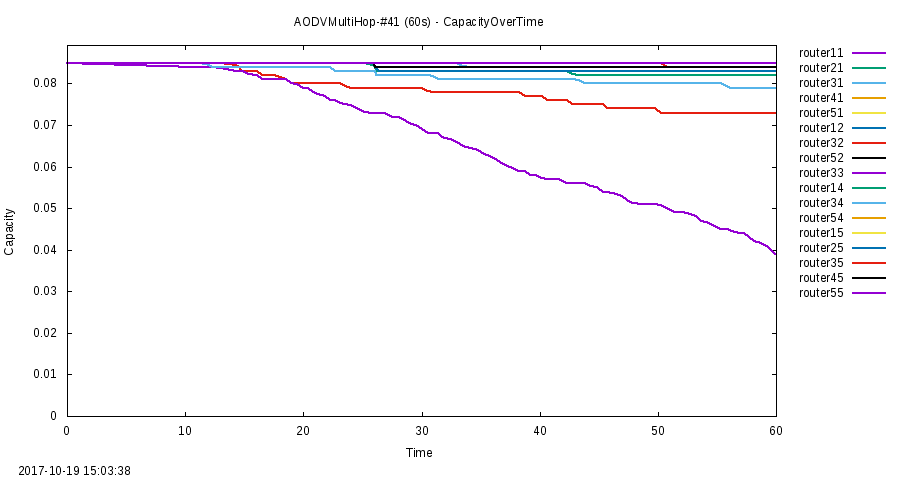 AODVMultiHop-#41 (60s) - CapacityOverTime
router11
router21
router31
router41
router51
router12
router32
router52
router33
router14
router34
router54
router15
router25
router35
router45
router55
0.08
0.07
0.06
0.05
0.04
0.03
0.02
0.01
0
Capacity
0 10 20 30 40 50 60
Time
2017-10-19 15:03:38